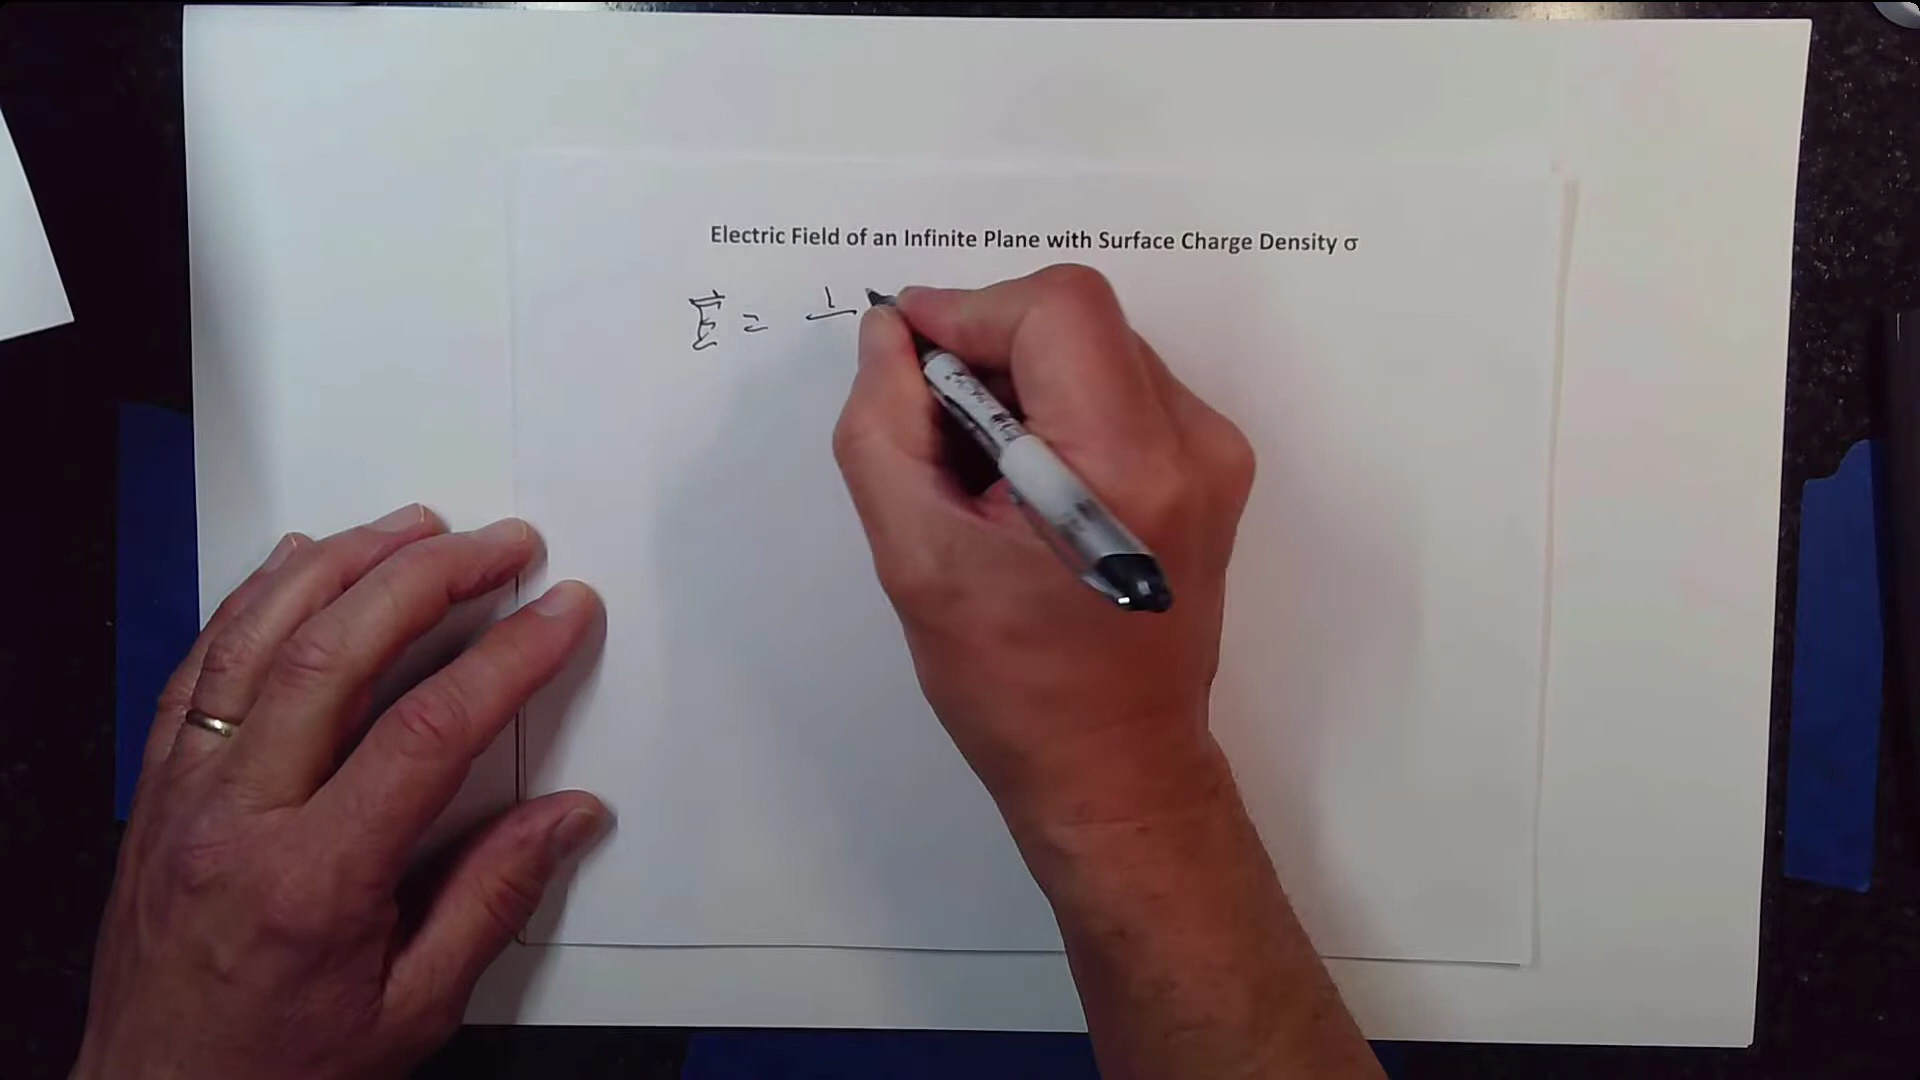 Electric Field of an Infinite Plane with Surface Charge Density σ
E⃗ = 1